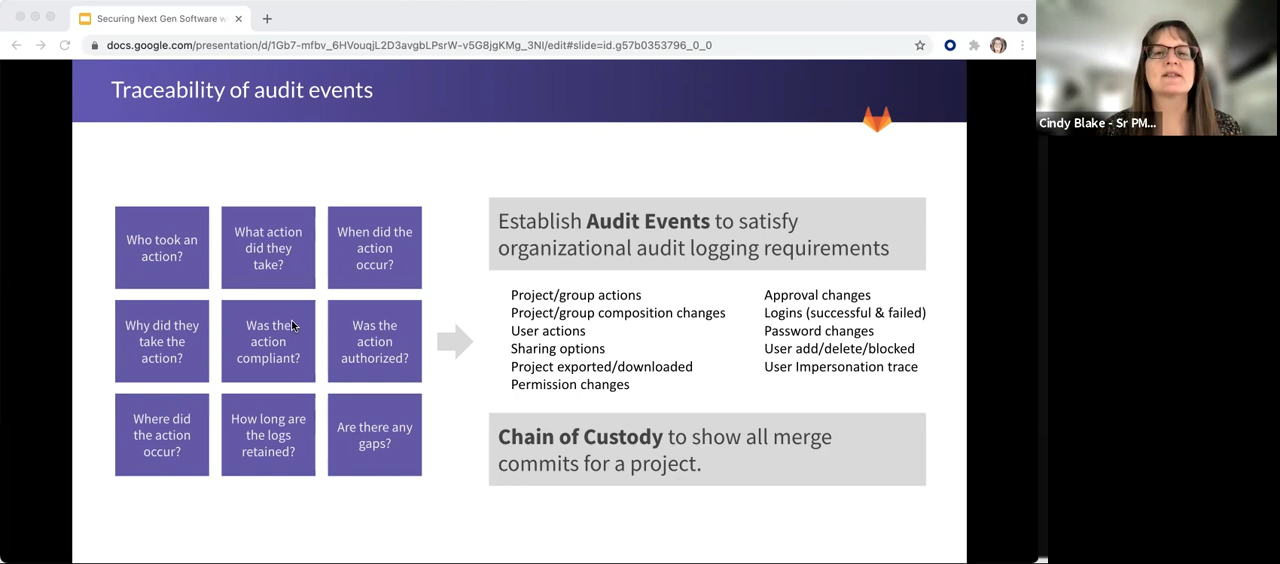 Securing Next Gen Software w
docs.google.com/presentation/d/1Gb7-mfbv_6HVouqjL2D3avgbLPsrW-v5G8jgKMg_3NI/edit#slide=id.g57b0353796_0_0
Cindy Blake - Sr PM...
Traceability of audit events
Who took an
action?
What action
did they
take?
When did the
action
occur?
Why did they
take the
action?
Was the
action
compliant?
Was the
action
authorized?
Where did
the action
occur?
How long are
the logs
retained?
Are there any
gaps?
Establish Audit Events to satisfy
organizational audit logging requirements
Project/group actions
Project/group composition changes
User actions
Sharing options
Project exported/downloaded
Permission changes
Approval changes
Logins (successful & failed)
Password changes
User add/delete/blocked
User Impersonation trace
Chain of Custody to show all merge
commits for a project.